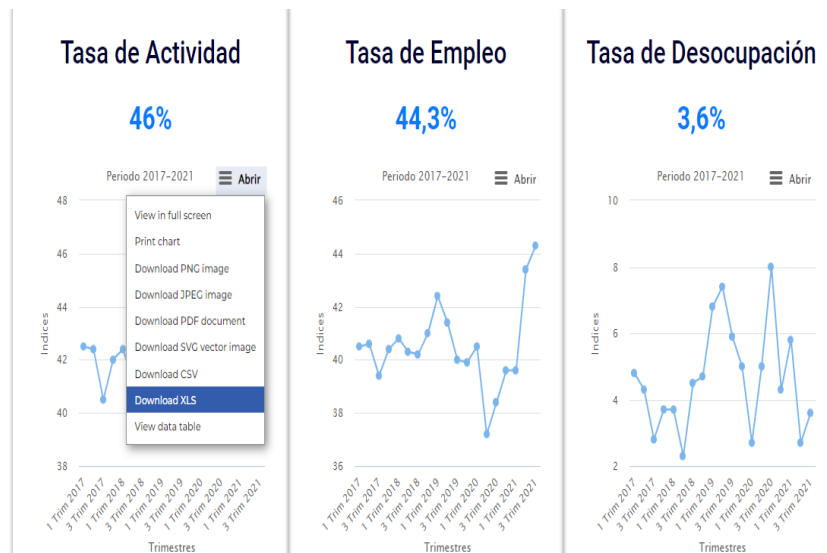 Tasa de Actividad
46%
Periodo 2017-2021
Abrir
View in full screen
Print chart
Download PNG image
Download JPEG image
Download PDF document
Download SVG vector image
Download CSV
Download XLS
View data table
48
46
44
42
40
38
Indices
1 Trim 2017
3 Trim 2017
1 Trim 2018
3 Trim 2018
1 Trim 2019
3 Trim 2019
1 Trim 2020
3 Trim 2020
1 Trim 2021
3 Trim 2021
Trimestres
Tasa de Empleo
44,3%
Periodo 2017-2021
Abrir
46
44
42
40
38
36
Indices
1 Trim 2017
3 Trim 2017
1 Trim 2018
3 Trim 2018
1 Trim 2019
3 Trim 2019
1 Trim 2020
3 Trim 2020
1 Trim 2021
3 Trim 2021
Trimestres
Tasa de Desocupación
3,6%
Periodo 2017-2021
Abrir
10
8
6
4
2
Indices
1 Trim 2017
3 Trim 2017
1 Trim 2018
3 Trim 2018
1 Trim 2019
3 Trim 2019
1 Trim 2020
3 Trim 2020
1 Trim 2021
3 Trim 2021
Trimestres